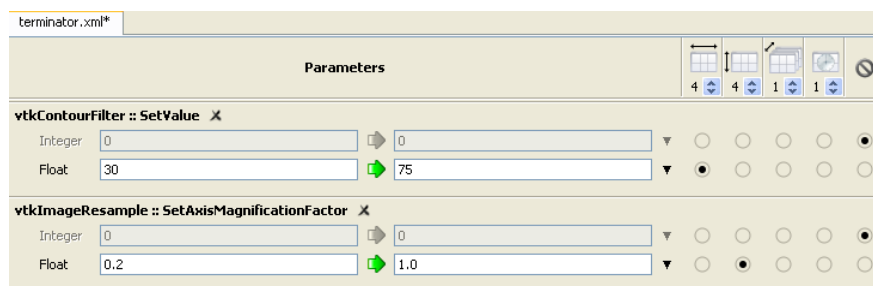 terminator.xml*
Parameters
4 4 1 1
vtkContourFilter :: SetValue
Integer 0 0
Float 30 75
vtkImageResample :: SetAxisMagnificationFactor
Integer 0 0
Float 0.2 1.0